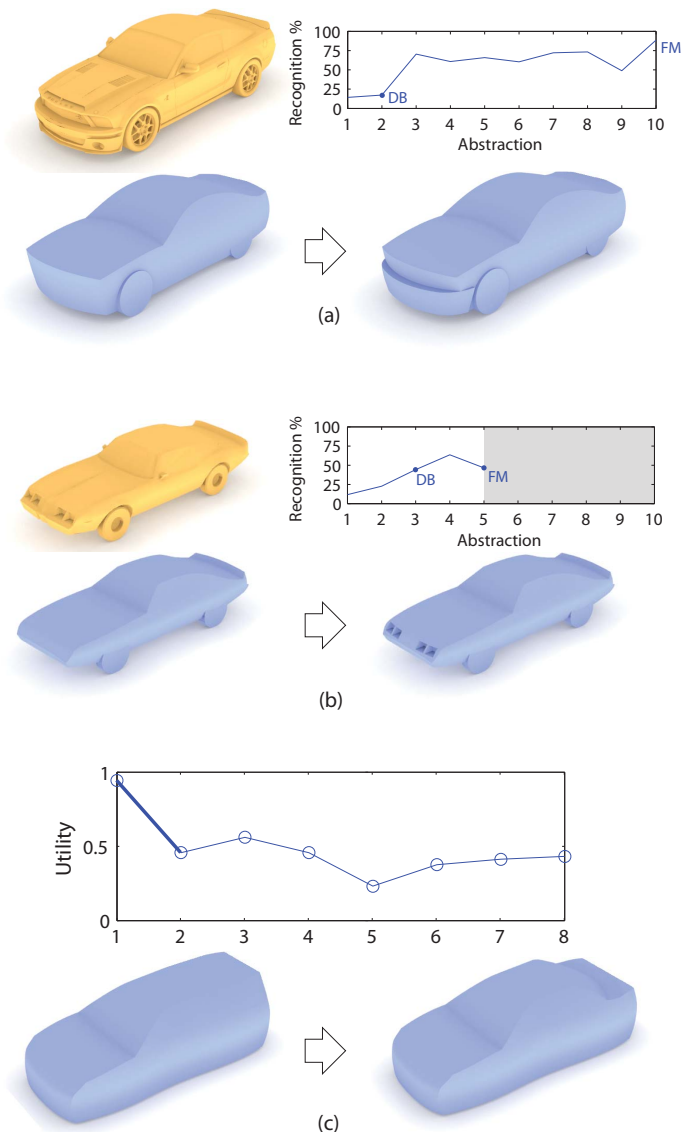 Recognition %
100
75
50
25
0
DB
FM
1 2 3 4 5 6 7 8 9 10
Abstraction
(a)
Recognition %
100
75
50
25
0
DB
FM
1 2 3 4 5 6 7 8 9 10
Abstraction
(b)
Utility
1
0.5
0
1 2 3 4 5 6 7 8
(c)